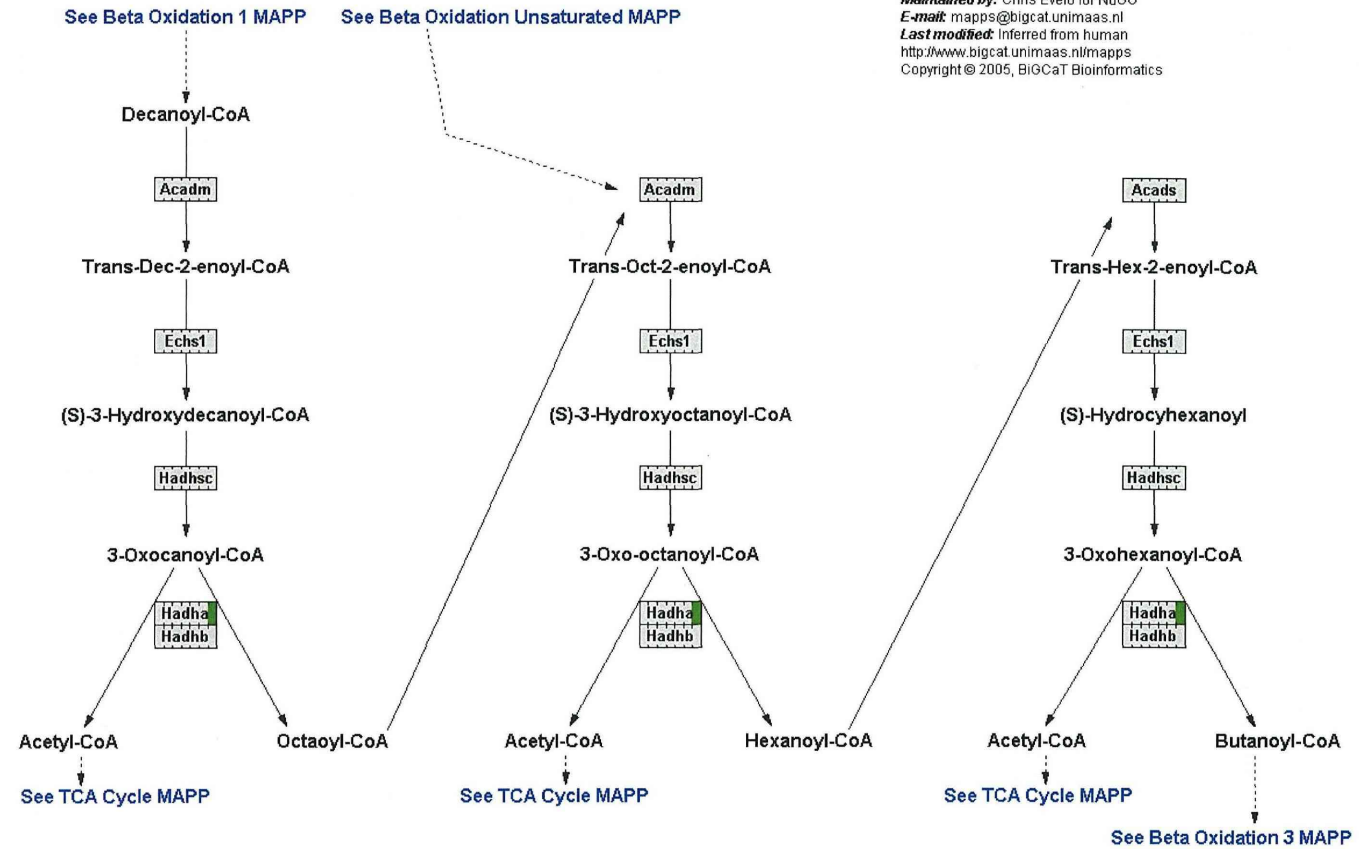 See Beta Oxidation 1 MAPP
See Beta Oxidation Unsaturated MAPP
Maintained by: Chris Evelo for NuGO
E-mail: mapps@bigcat.unimaas.nl
Last modified: Inferred from human
http://www.bigcat.unimaas.nl/mapps
Copyright © 2005, BiGCaT Bioinformatics
Decanoyl-CoA
Acadm
Acadm
Acads
Trans-Dec-2-enoyl-CoA
Trans-Oct-2-enoyl-CoA
Trans-Hex-2-enoyl-CoA
Echs1
Echs1
Echs1
(S)-3-Hydroxydecanoyl-CoA
(S)-3-Hydroxyoctanoyl-CoA
(S)-Hydrocyhexanoyl
Hadhsc
Hadhsc
Hadhsc
3-Oxocanoyl-CoA
3-Oxo-octanoyl-CoA
3-Oxohexanoyl-CoA
Hadha
Hadhb
Hadha
Hadhb
Hadha
Hadhb
Acetyl-CoA
Octaoyl-CoA
Acetyl-CoA
Hexanoyl-CoA
Acetyl-CoA
Butanoyl-CoA
See TCA Cycle MAPP
See TCA Cycle MAPP
See TCA Cycle MAPP
See Beta Oxidation 3 MAPP